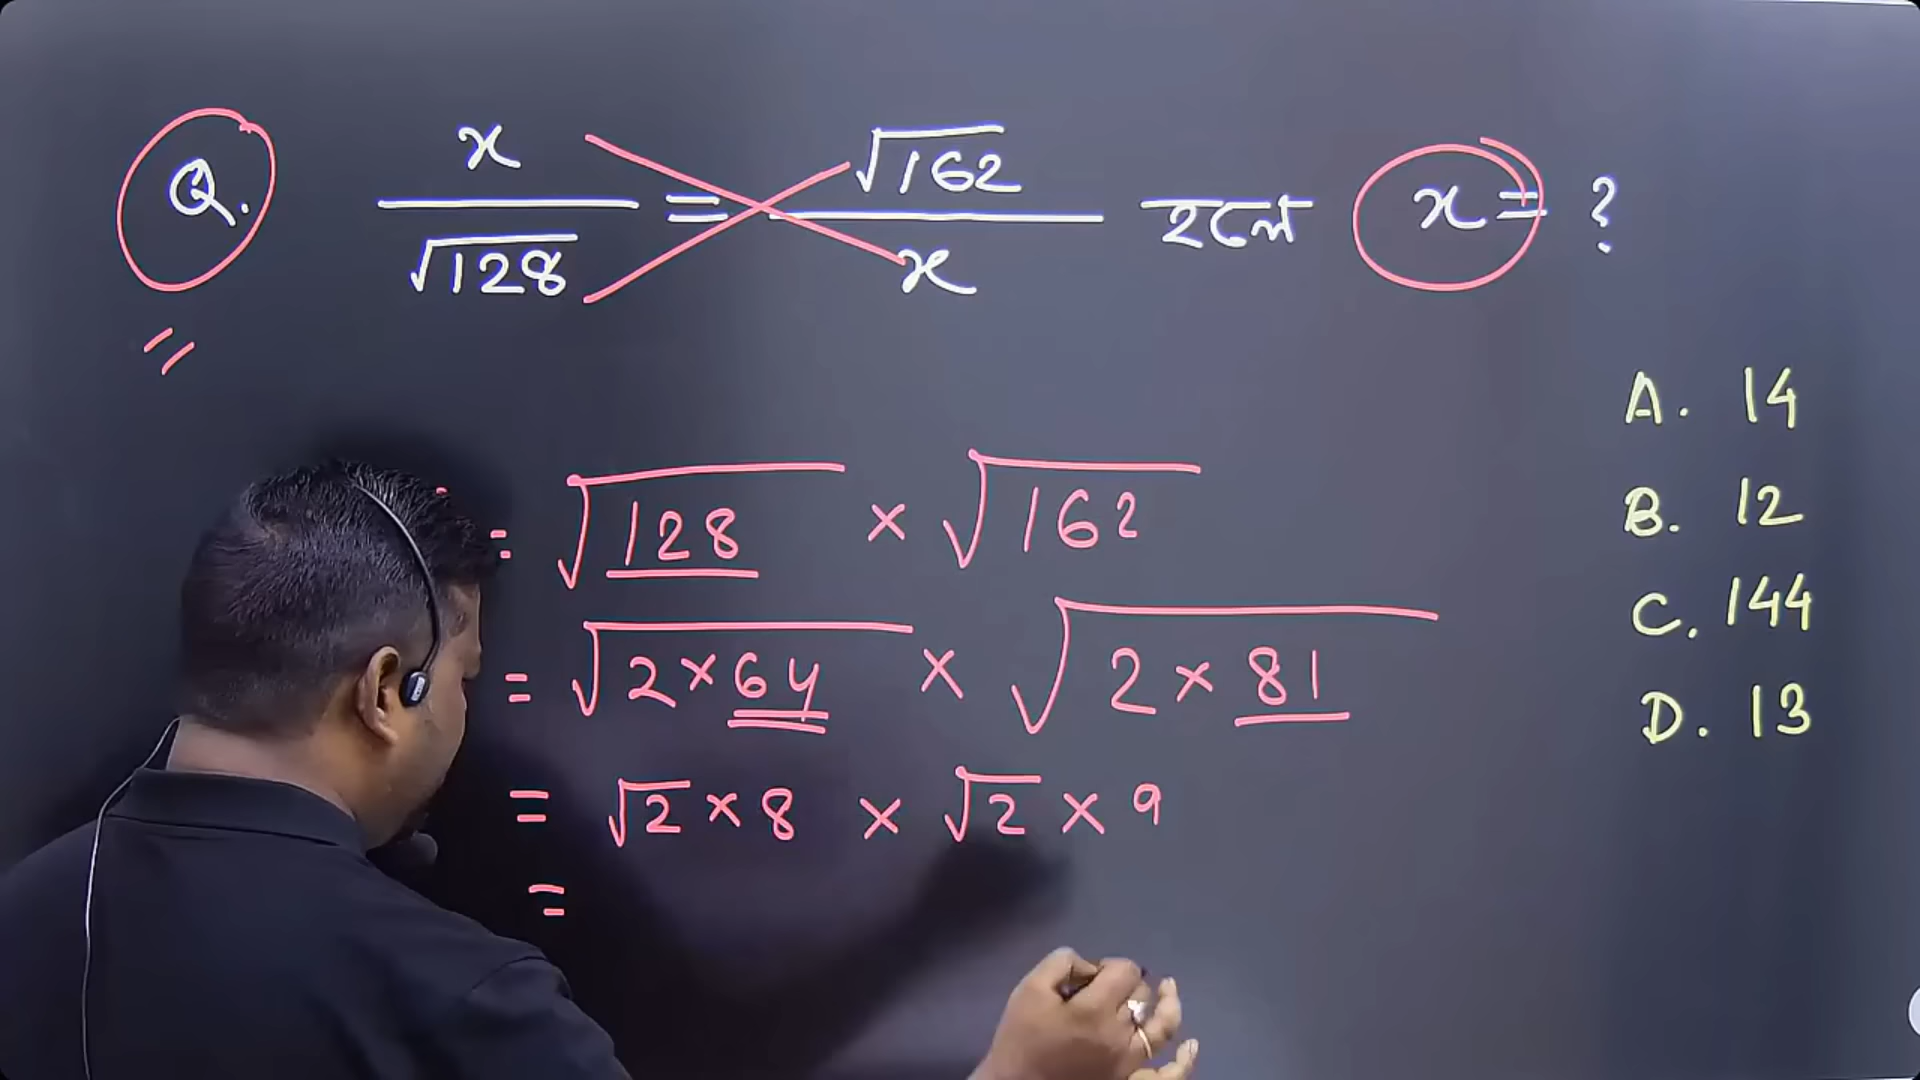 Q. x/√128 = √162/x হলে x = ?
A. 14
B. 12
C. 144
D. 13
= √128 × √162
= √2×64 × √2×81
= √2 × 8 × √2 × 9
=